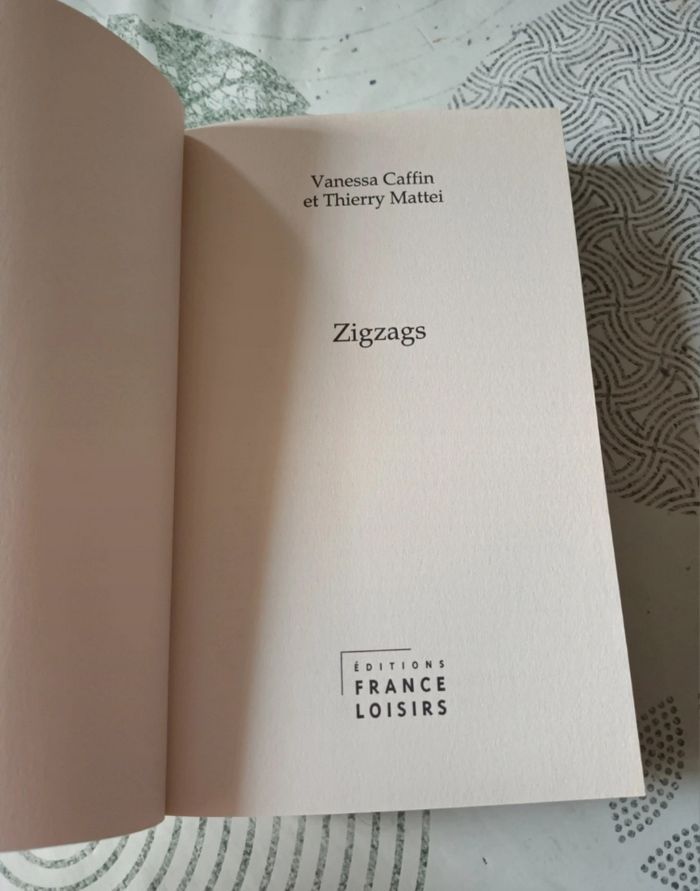 Vanessa Caffin
et Thierry Mattei
Zigzags
ÉDITIONS
FRANCE
LOISIRS